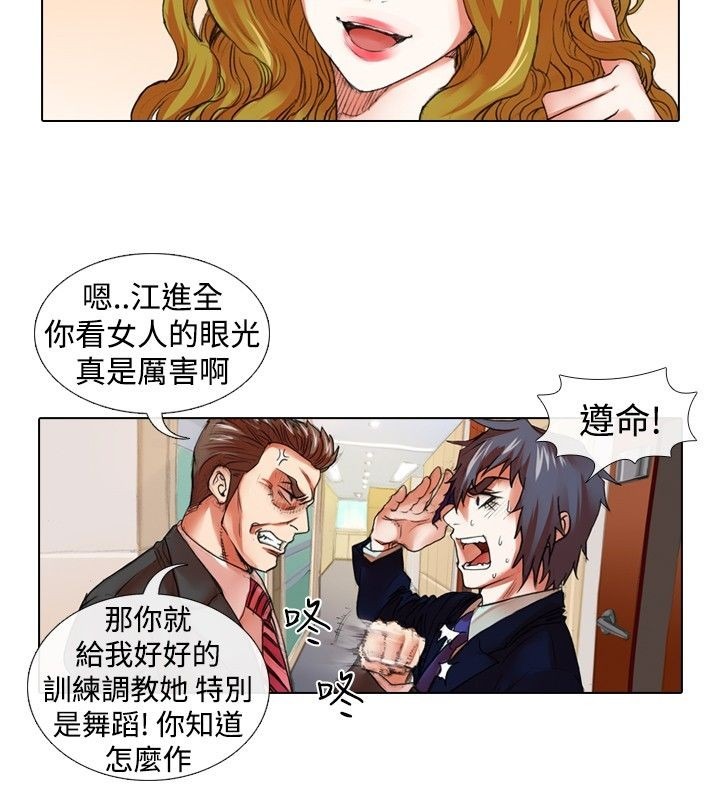 嗯..江進全
你看女人的眼光
真是厲害啊
遵命!
那你就
給我好好的
訓練調教她 特別
是舞蹈! 你知道
怎麼作
咚
咚